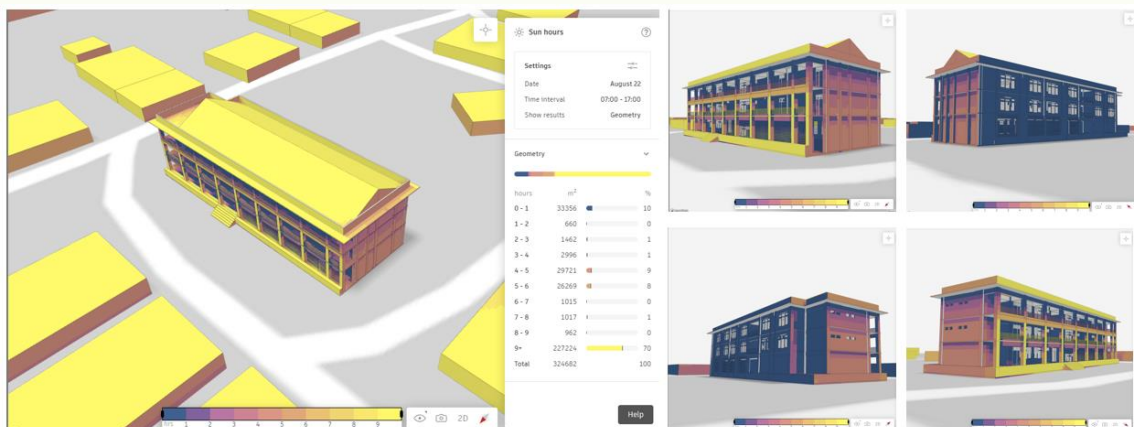 Sun hours
Settings
Date August 22
Time interval 07:00 - 17:00
Show results Geometry
Geometry
hours m² %
0 - 1 33356 10
1 - 2 660 0
2 - 3 1462 1
3 - 4 2996 1
4 - 5 29721 9
5 - 6 26269 8
6 - 7 1015 0
7 - 8 1017 1
8 - 9 962 0
9+ 227224 70
Total 324682 100
Help
hrs 1 2 3 4 5 6 7 8 9
2D